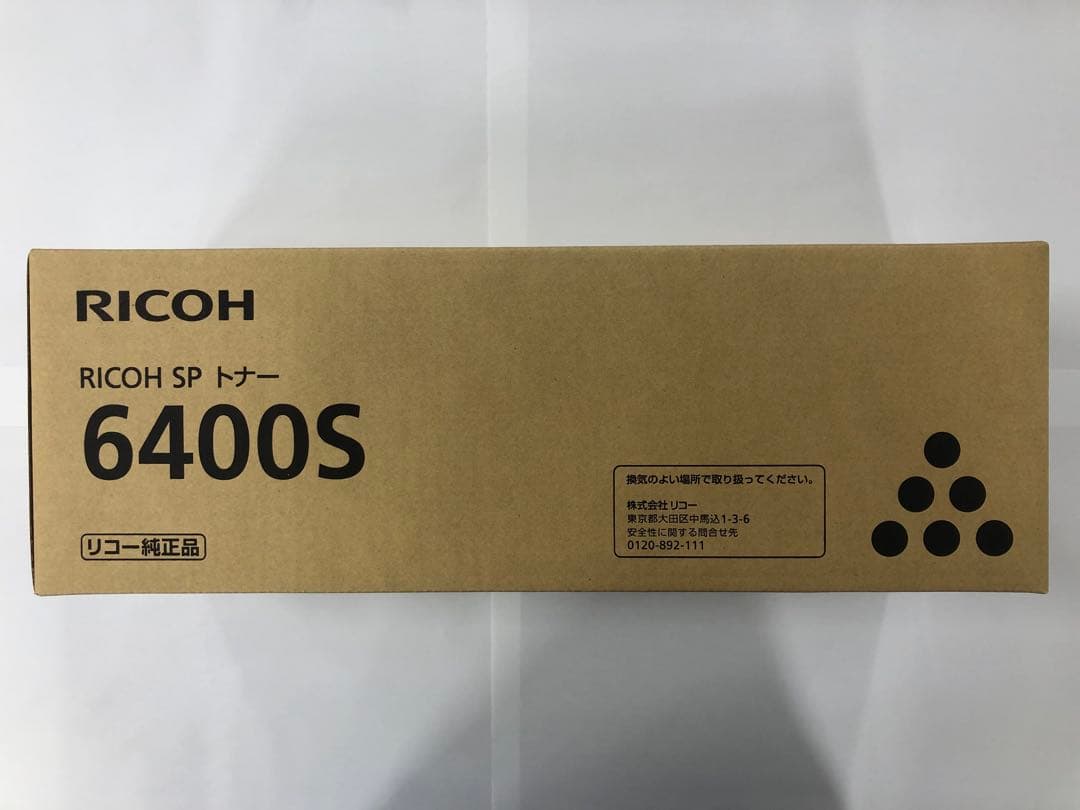 RICOH
RICOH SP トナー
6400S
リコー純正品
換気のよい場所で取り扱ってください。
株式会社リコー
東京都大田区中馬込1-3-6
安全性に関する問合せ先
0120-892-111